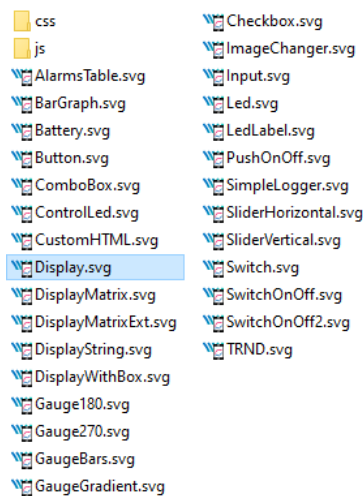 css
js
AlarmsTable.svg
BarGraph.svg
Battery.svg
Button.svg
ComboBox.svg
ControlLed.svg
CustomHTML.svg
Display.svg
DisplayMatrix.svg
DisplayMatrixExt.svg
DisplayString.svg
DisplayWithBox.svg
Gauge180.svg
Gauge270.svg
GaugeBars.svg
GaugeGradient.svg
Checkbox.svg
ImageChanger.svg
Input.svg
Led.svg
LedLabel.svg
PushOnOff.svg
SimpleLogger.svg
SliderHorizontal.svg
SliderVertical.svg
Switch.svg
SwitchOnOff.svg
SwitchOnOff2.svg
TRND.svg